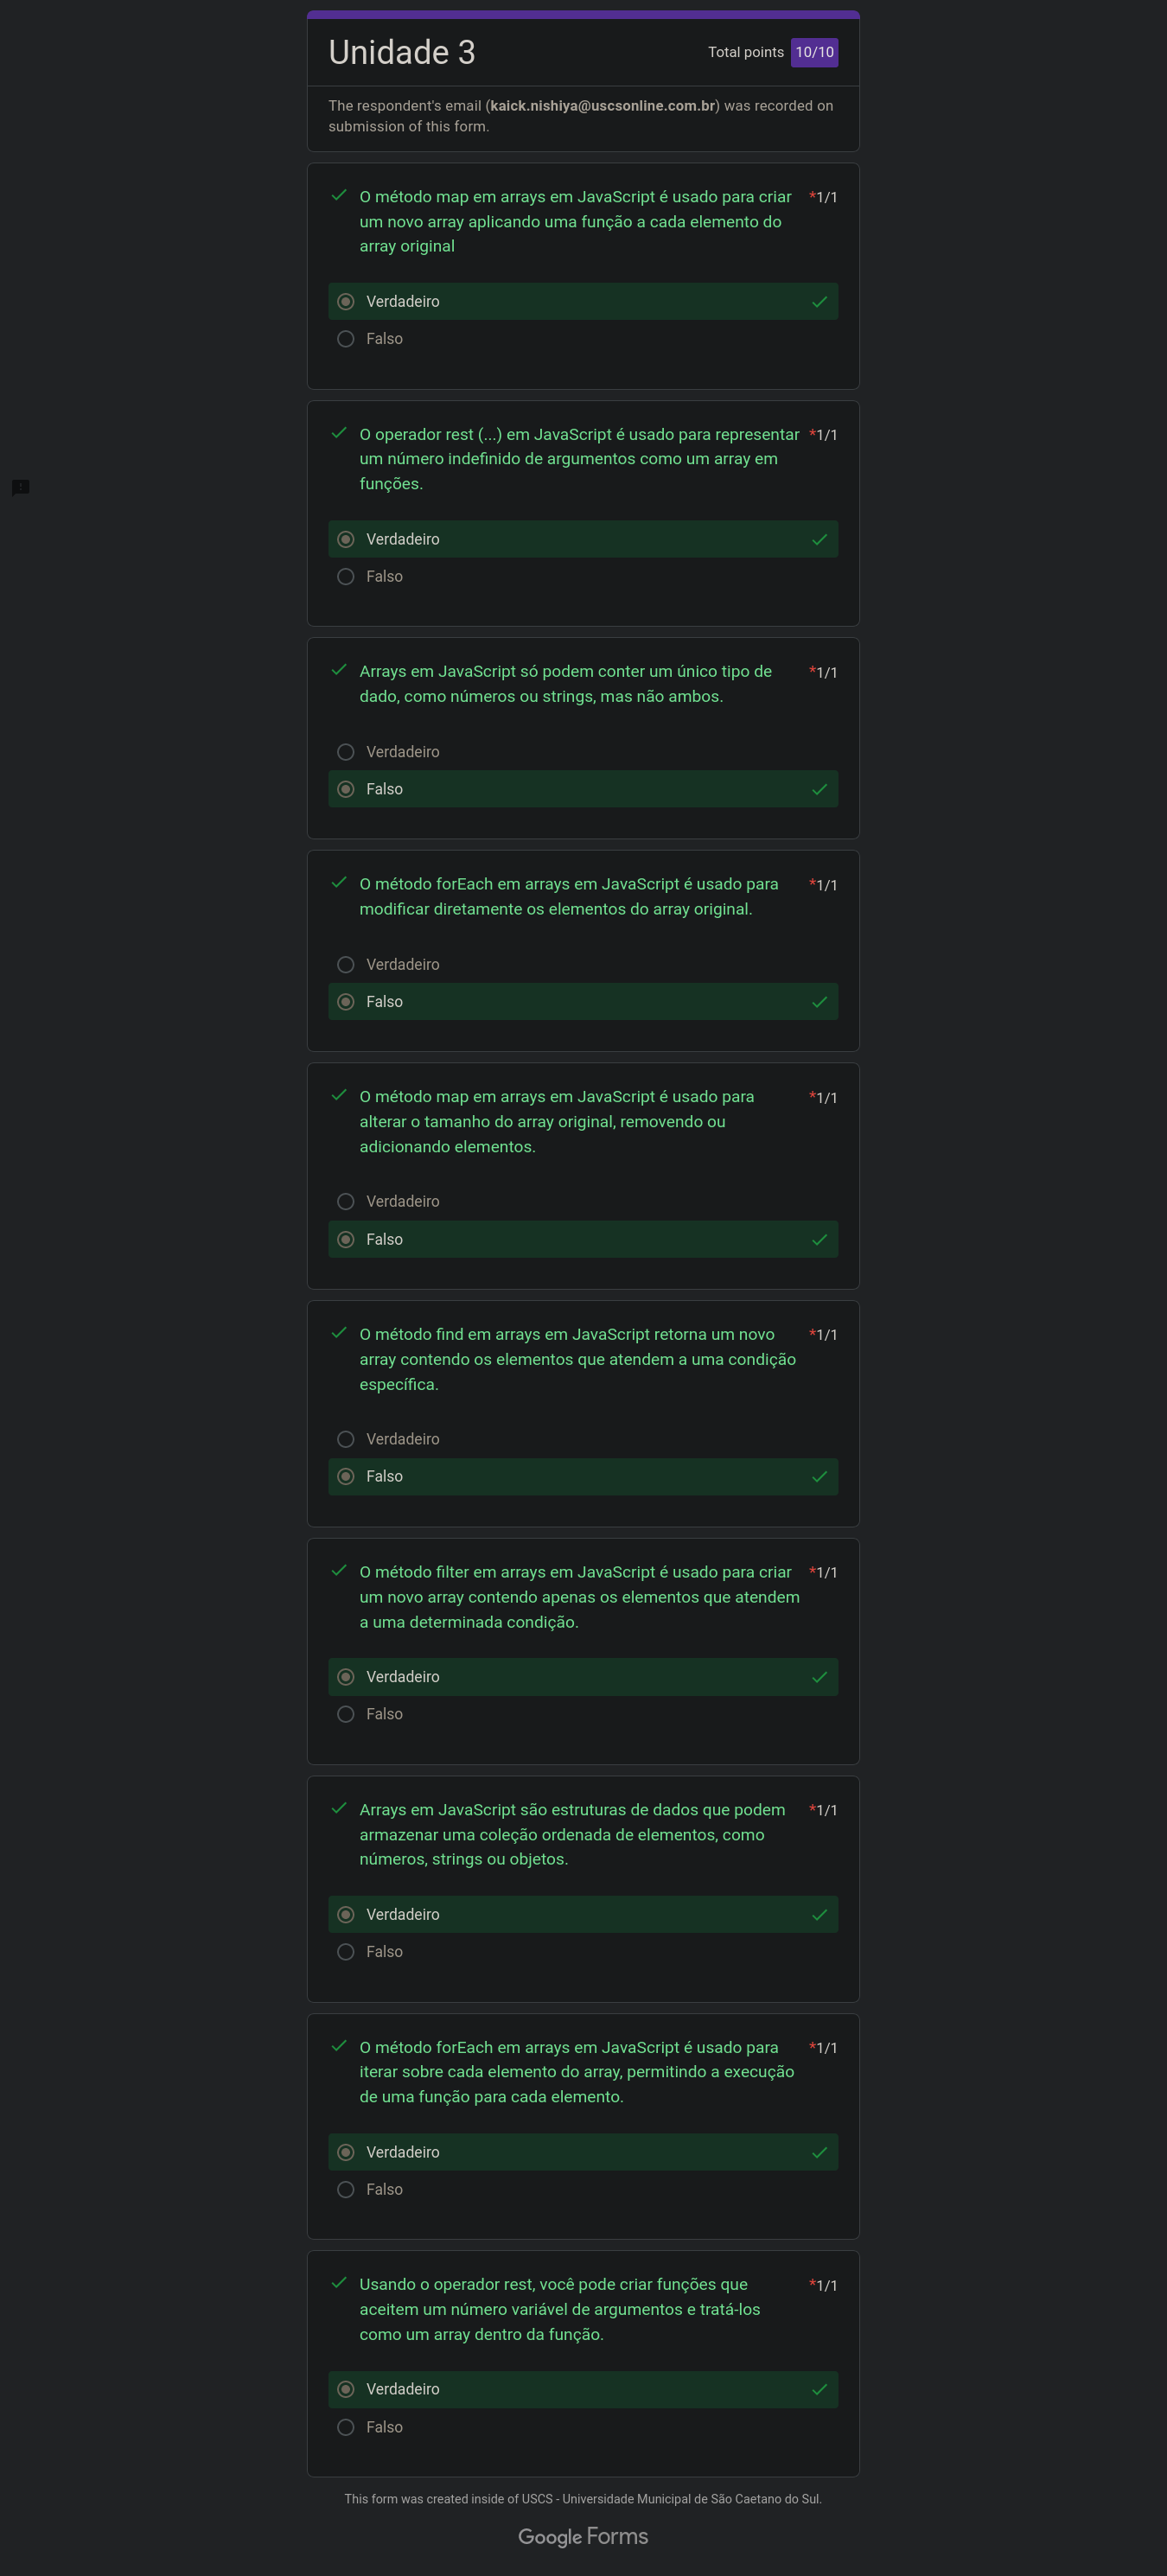 Unidade 3
Total points 10/10
The respondent's email (kaick.nishiya@uscsonline.com.br) was recorded on
submission of this form.
O método map em arrays em JavaScript é usado para criar *1/1
um novo array aplicando uma função a cada elemento do
array original
Verdadeiro
Falso
O operador rest (...) em JavaScript é usado para representar *1/1
um número indefinido de argumentos como um array em
funções.
Verdadeiro
Falso
Arrays em JavaScript só podem conter um único tipo de *1/1
dado, como números ou strings, mas não ambos.
Verdadeiro
Falso
O método forEach em arrays em JavaScript é usado para *1/1
modificar diretamente os elementos do array original.
Verdadeiro
Falso
O método map em arrays em JavaScript é usado para *1/1
alterar o tamanho do array original, removendo ou
adicionando elementos.
Verdadeiro
Falso
O método find em arrays em JavaScript retorna um novo *1/1
array contendo os elementos que atendem a uma condição
específica.
Verdadeiro
Falso
O método filter em arrays em JavaScript é usado para criar *1/1
um novo array contendo apenas os elementos que atendem
a uma determinada condição.
Verdadeiro
Falso
Arrays em JavaScript são estruturas de dados que podem *1/1
armazenar uma coleção ordenada de elementos, como
números, strings ou objetos.
Verdadeiro
Falso
O método forEach em arrays em JavaScript é usado para *1/1
iterar sobre cada elemento do array, permitindo a execução
de uma função para cada elemento.
Verdadeiro
Falso
Usando o operador rest, você pode criar funções que *1/1
aceitem um número variável de argumentos e tratá-los
como um array dentro da função.
Verdadeiro
Falso
This form was created inside of USCS - Universidade Municipal de São Caetano do Sul.
Google Forms